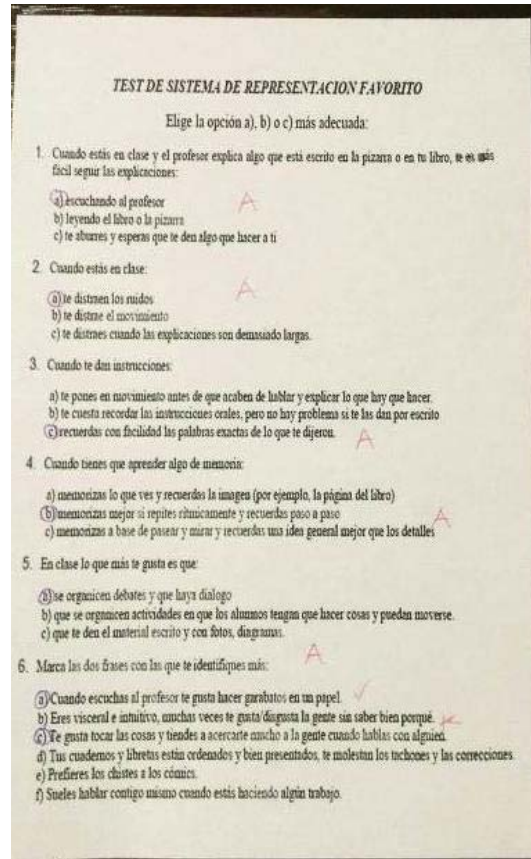 TEST DE SISTEMA DE REPRESENTACION FAVORITO
Elige la opción a), b) o c) más adecuada:
1. Cuando estás en clase y el profesor explica algo que está escrito en la pizarra o en tu libro, te es más
fácil seguir las explicaciones:
a) escuchando al profesor A
b) leyendo el libro o la pizarra
c) te aburres y esperas que te den algo que hacer a ti
2. Cuando estás en clase:
a) te distraen los ruidos A
b) te distrae el movimiento
c) te distraes cuando las explicaciones son demasiado largas.
3. Cuando te dan instrucciones:
a) te pones en movimiento antes de que acaben de hablar y explicar lo que hay que hacer.
b) te cuesta recordar las instrucciones orales, pero no hay problema si te las dan por escrito
c) recuerdas con facilidad las palabras exactas de lo que te dijeron. A
4. Cuando tienes que aprender algo de memoria:
a) memorizas lo que ves y recuerdas la imagen (por ejemplo, la página del libro)
b) memorizas mejor si repites rítmicamente y recuerdas paso a paso A
c) memorizas a base de pasear y mirar y recuerdas una idea general mejor que los detalles
5. En clase lo que más te gusta es que:
a) se organicen debates y que haya dialogo
b) que se organicen actividades en que los alumnos tengan que hacer cosas y puedan moverse.
c) que te den el material escrito y con fotos, diagramas.
A
6. Marca las dos frases con las que te identifiques más:
a) Cuando escuchas al profesor te gusta hacer garabatos en un papel.
b) Eres visceral e intuitivo, muchas veces te gusta/disgusta la gente sin saber bien porqué. K
c) Te gusta tocar las cosas y tiendes a acercarte mucho a la gente cuando hablas con alguien.
d) Tus cuadernos y libretas están ordenados y bien presentados, te molestan los tachones y las correcciones.
e) Prefieres los chistes a los cómics.
f) Sueles hablar contigo mismo cuando estás haciendo algún trabajo.